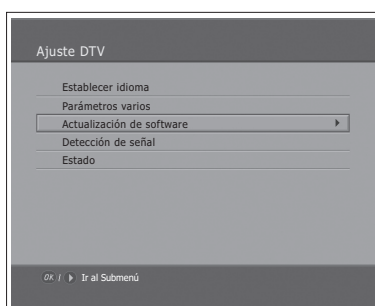 Ajuste DTV
Establecer idioma
Parámetros varios
Actualización de software
Detección de señal
Estado
OK / Ir al Submenú